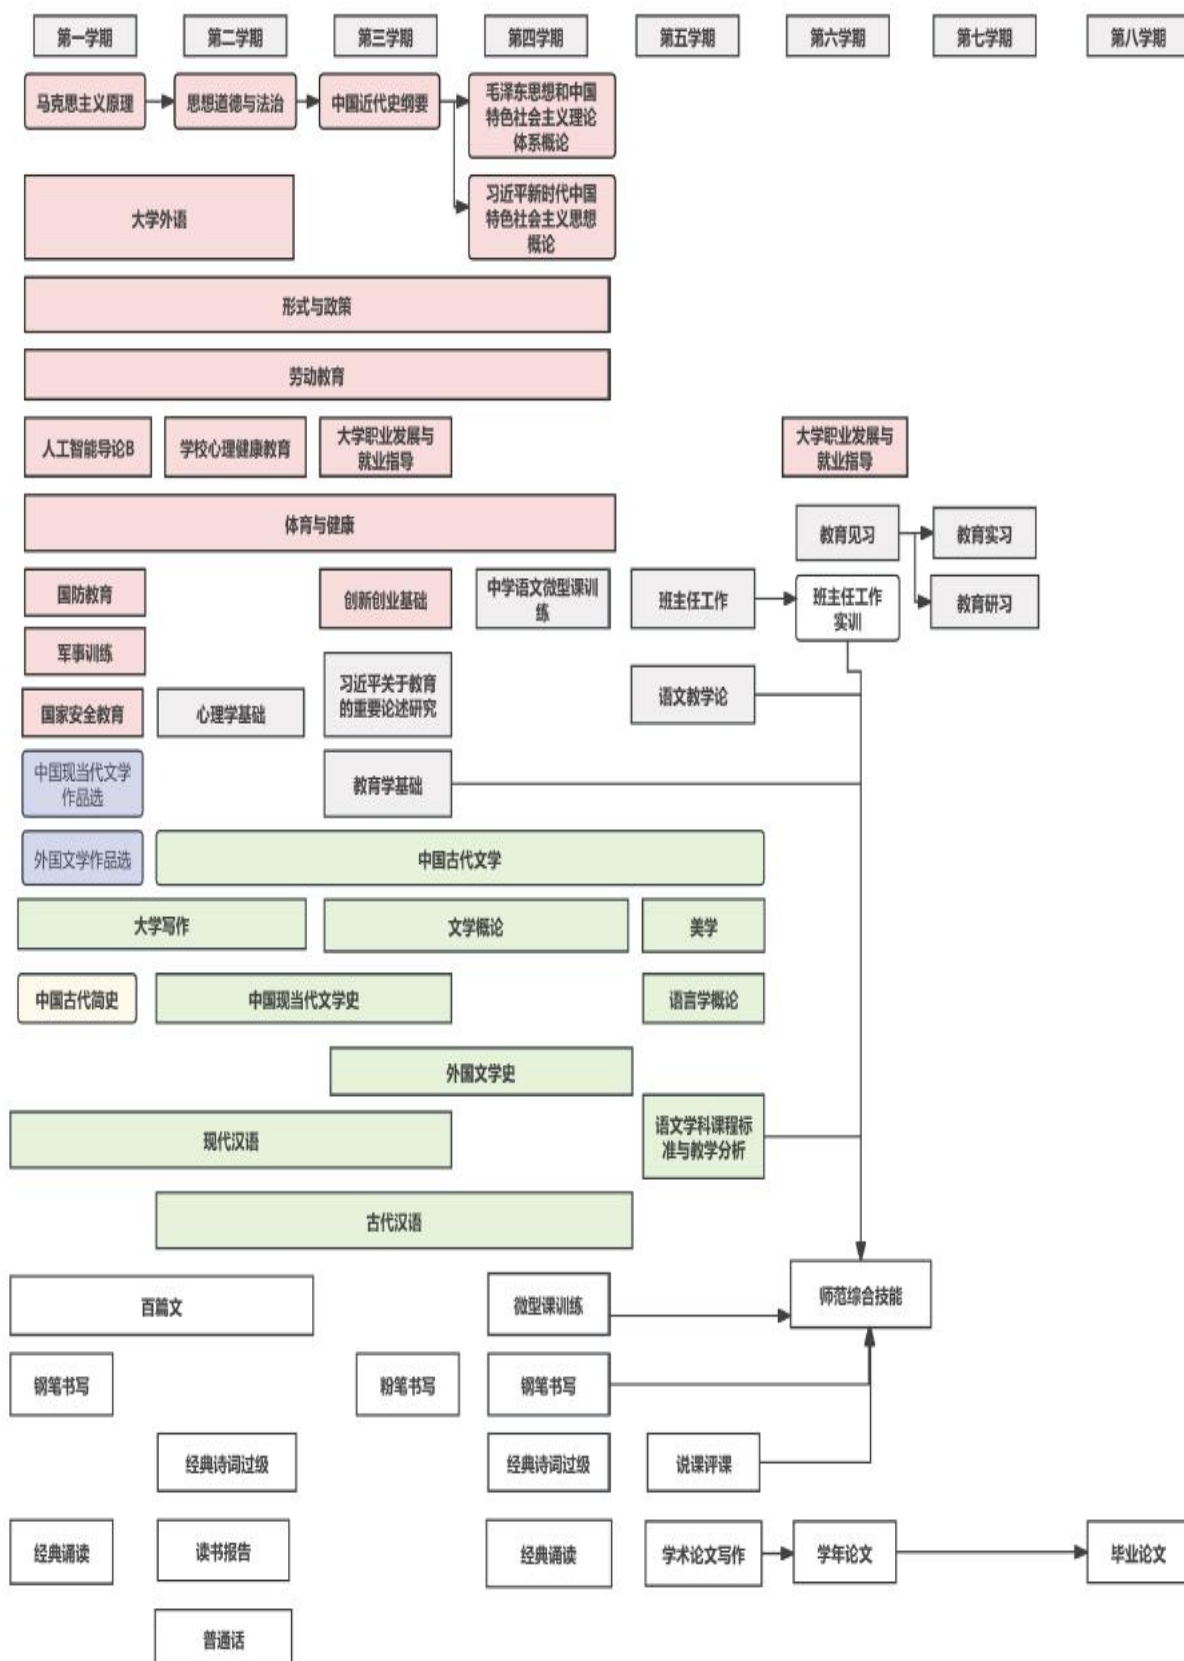 第一学期
第二学期
第三学期
第四学期
第五学期
第六学期
第七学期
第八学期
马克思主义原理
思想道德与法治
中国近代史纲要
毛泽东思想和中国
特色社会主义理论
体系概论
大学外语
习近平新时代中国
特色社会主义思想
概论
形式与政策
劳动教育
人工智能导论B
学校心理健康教育
大学职业发展与
就业指导
大学职业发展与
就业指导
体育与健康
教育见习
教育实习
国防教育
创新创业基础
中学语文微型课训
练
班主任工作
班主任工作
实训
教育研习
军事训练
国家安全教育
心理学基础
习近平关于教育
的重要论述研究
语文教学论
中国现当代文学
作品选
教育学基础
外国文学作品选
中国古代文学
大学写作
文学概论
美学
中国古代简史
中国现当代文学史
语言学概论
外国文学史
现代汉语
语文学科课程标
准与教学分析
古代汉语
百篇文
微型课训练
师范综合技能
钢笔书写
粉笔书写
钢笔书写
经典诗词过级
经典诗词过级
说课评课
经典诵读
读书报告
经典诵读
学术论文写作
学年论文
毕业论文
普通话